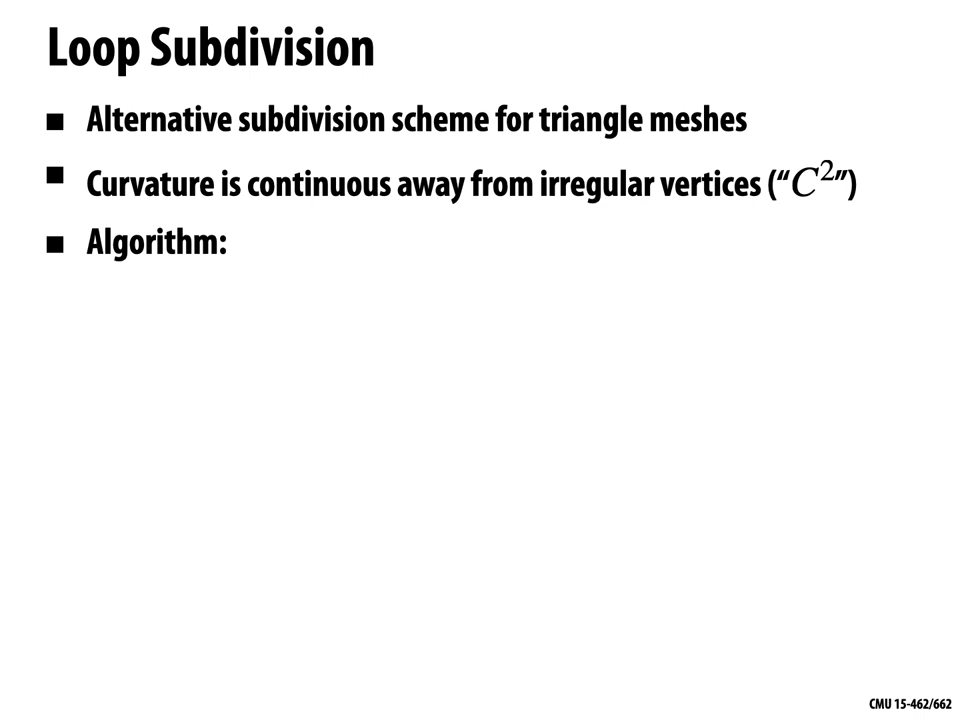 Loop Subdivision
■ Alternative subdivision scheme for triangle meshes
■ Curvature is continuous away from irregular vertices (“C²”)
■ Algorithm:
CMU 15-462/662